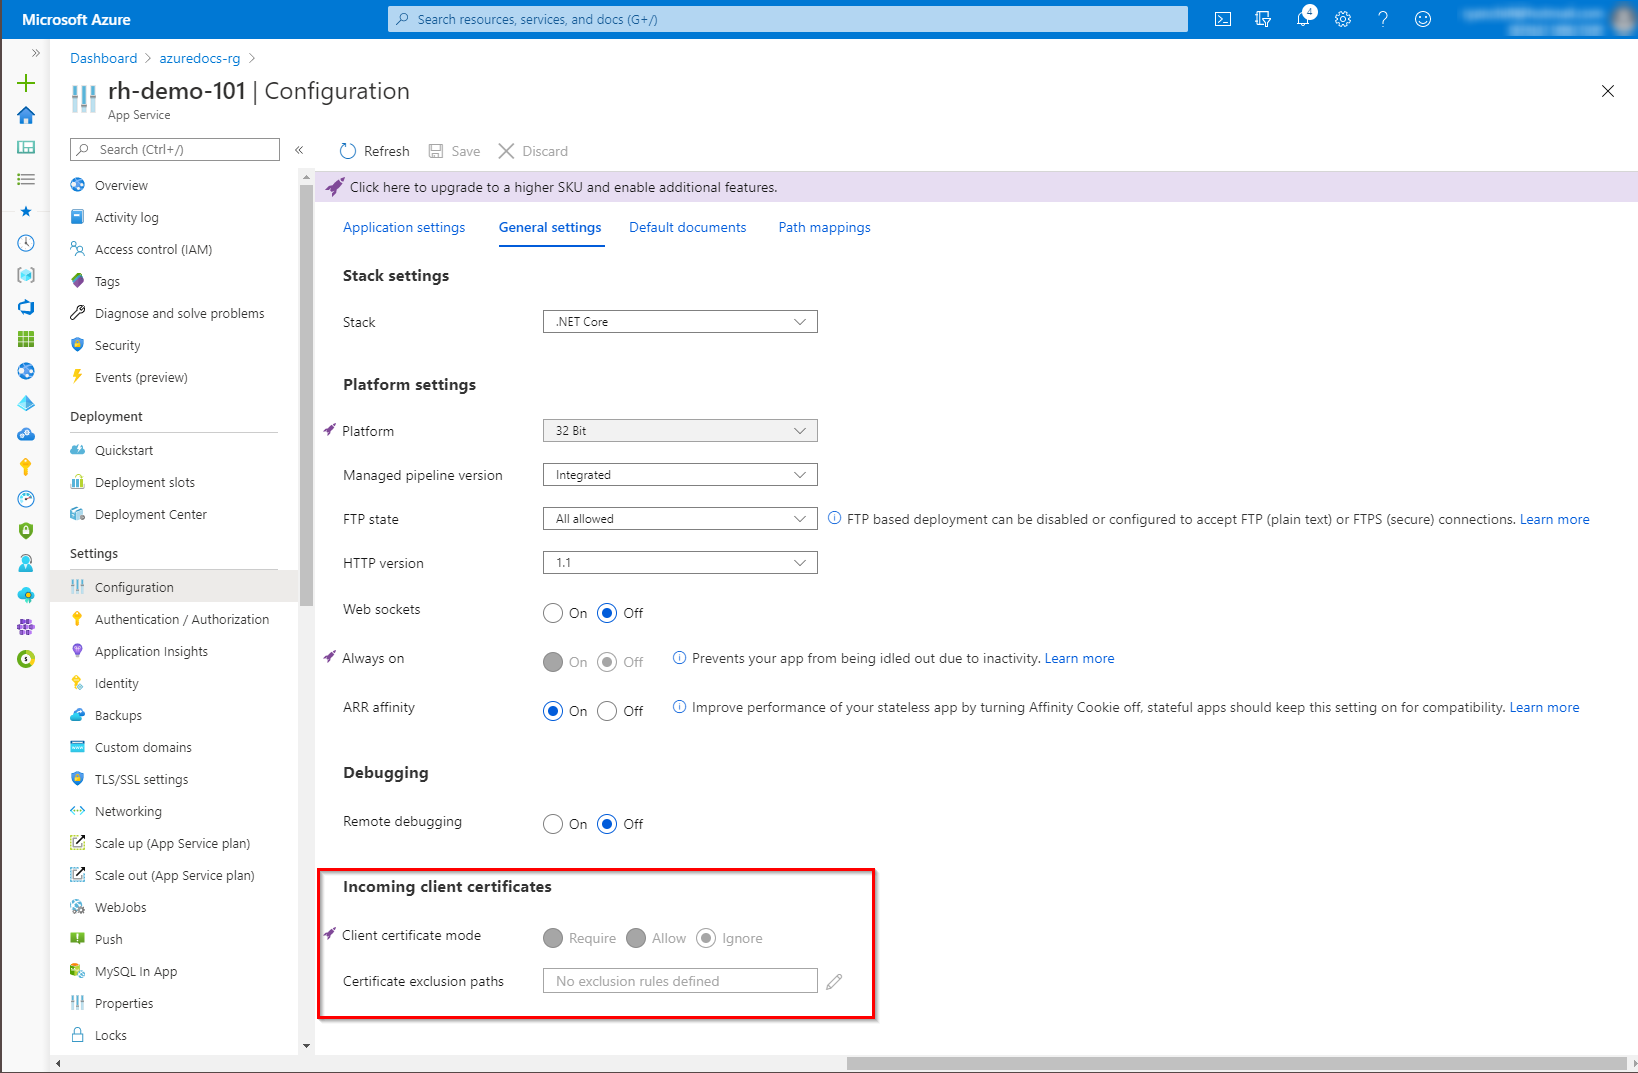 Microsoft Azure
Search resources, services, and docs (G+/)
4
Dashboard > azuredocs-rg >
rh-demo-101 | Configuration
App Service
Search (Ctrl+/)
Overview
Activity log
Access control (IAM)
Tags
Diagnose and solve problems
Security
Events (preview)
Deployment
Quickstart
Deployment slots
Deployment Center
Settings
Configuration
Authentication / Authorization
Application Insights
Identity
Backups
Custom domains
TLS/SSL settings
Networking
Scale up (App Service plan)
Scale out (App Service plan)
WebJobs
Push
MySQL In App
Properties
Locks
Refresh Save Discard
Click here to upgrade to a higher SKU and enable additional features.
Application settings General settings Default documents Path mappings
Stack settings
Stack .NET Core
Platform settings
Platform 32 Bit
Managed pipeline version Integrated
FTP state All allowed FTP based deployment can be disabled or configured to accept FTP (plain text) or FTPS (secure) connections. Learn more
HTTP version 1.1
Web sockets On Off
Always on On Off Prevents your app from being idled out due to inactivity. Learn more
ARR affinity On Off Improve performance of your stateless app by turning Affinity Cookie off, stateful apps should keep this setting on for compatibility. Learn more
Debugging
Remote debugging On Off
Incoming client certificates
Client certificate mode Require Allow Ignore
Certificate exclusion paths No exclusion rules defined